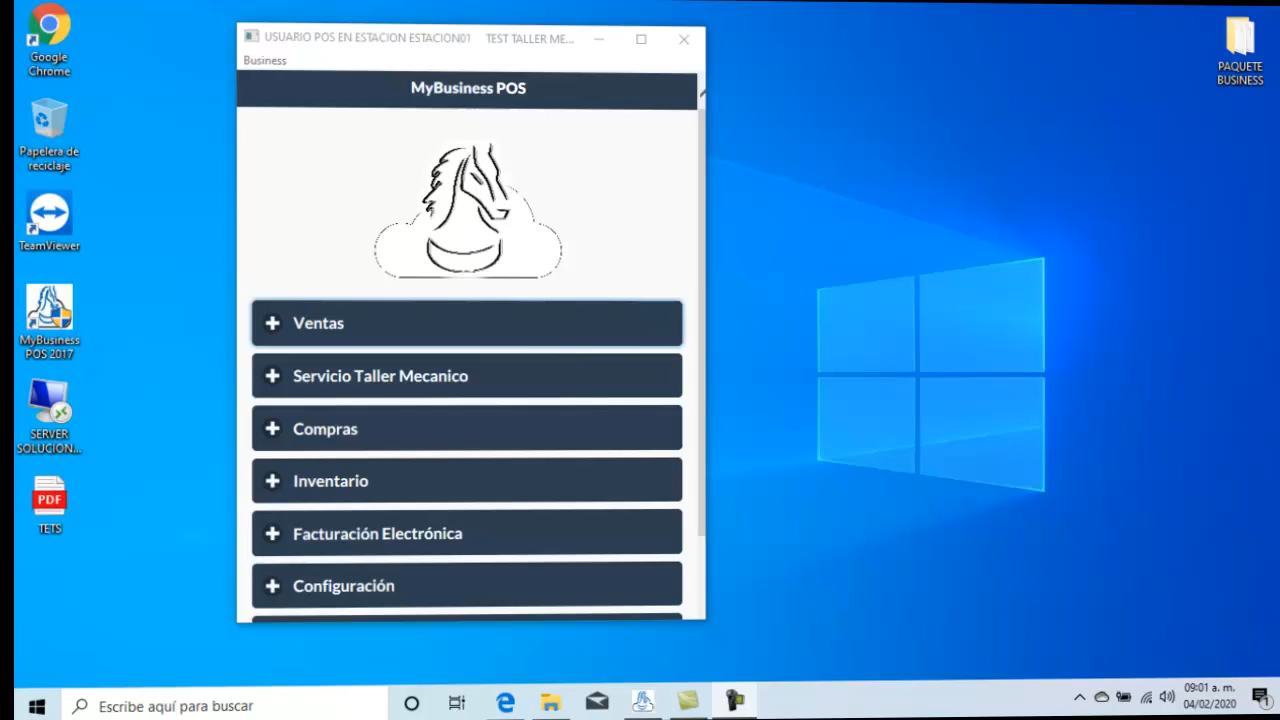 Google
Chrome
Papelera de
reciclaje
TeamViewer
MyBusiness
POS 2017
SERVER
SOLUCION...
PDF
TETS
USUARIO POS EN ESTACION ESTACION01 TEST TALLER ME...
Business
MyBusiness POS
Ventas
Servicio Taller Mecanico
Compras
Inventario
Facturación Electrónica
Configuración
PAQUETE
BUSINESS
Escribe aquí para buscar
09:01 a. m.
04/02/2020
1